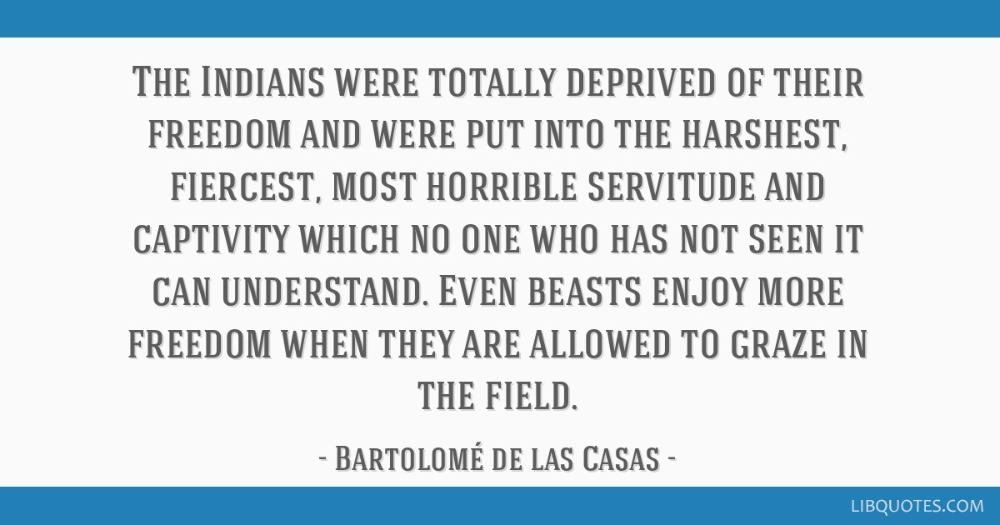 The Indians were totally deprived of their
freedom and were put into the harshest,
fiercest, most horrible servitude and
captivity which no one who has not seen it
can understand. Even beasts enjoy more
freedom when they are allowed to graze in
the field.
- Bartolomé de las Casas -
LIBQUOTES.COM